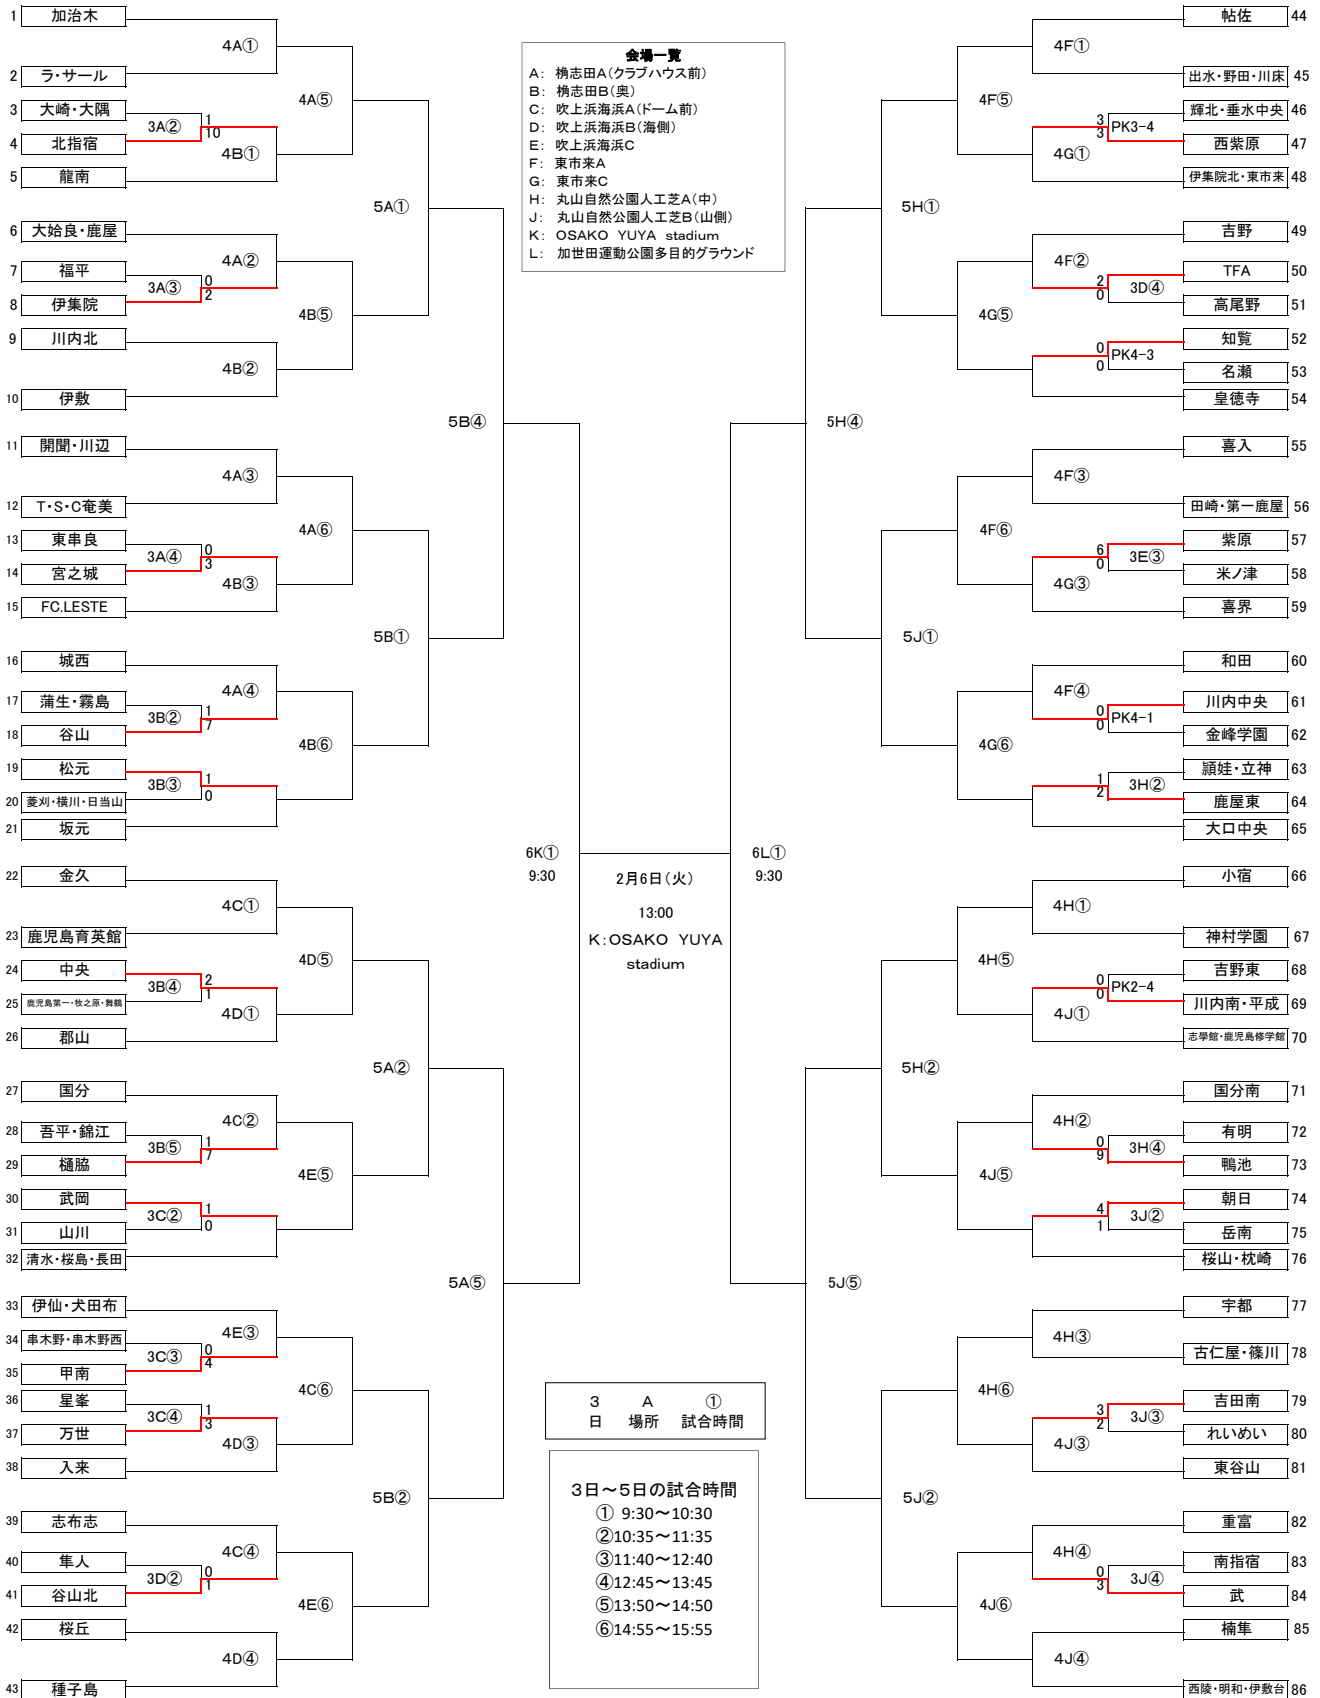 会場一覧
A： 桷志田A（クラブハウス前）
B： 桷志田B（奥）
C： 吹上浜海浜A（ドーム前）
D： 吹上浜海浜B（海側）
E： 吹上浜海浜C
F： 東市来A
G： 東市来C
H： 丸山自然公園人工芝A（中）
J： 丸山自然公園人工芝B（山側）
K： OSAKO YUYA stadium
L： 加世田運動公園多目的グラウンド
1 加治木
4A①
2 ラ・サール
4A⑤
3 大崎・大隅
3A② 1
10
4 北指宿
4B①
5 龍南
5A①
6 大姶良・鹿屋
4A②
7 福平
3A③ 0
2
8 伊集院
4B⑤
9 川内北
4B②
10 伊敷
5B④
11 開聞・川辺
4A③
12 T・S・C奄美
4A⑥
13 東串良
3A④ 0
3
14 宮之城
4B③
15 FC.LESTE
5B①
16 城西
4A④
17 蒲生・霧島
3B② 1
7
18 谷山
4B⑥
19 松元
3B③ 1
0
20 菱刈・横川・日当山
21 坂元
6K①
9:30
22 金久
4C①
23 鹿児島育英館
4D⑤
24 中央
3B④ 2
1
25 鹿児島第一・牧之原・舞鶴
4D①
26 郡山
5A②
27 国分
4C②
28 吾平・錦江
3B⑤ 1
7
29 樋脇
4E⑤
30 武岡
3C② 1
0
31 山川
32 清水・桜島・長田
5A⑤
33 伊仙・犬田布
4E③
34 串木野・串木野西
3C③ 0
4
35 甲南
4C⑥
36 星峯
3C④ 1
3
37 万世
4D③
38 入来
5B②
39 志布志
4C④
40 隼人
3D② 0
1
41 谷山北
4E⑥
42 桜丘
4D④
43 種子島
2月6日（火）
13:00
K：OSAKO YUYA
stadium
3 A ①
日 場所 試合時間
3日～5日の試合時間
① 9:30～10:30
②10:35～11:35
③11:40～12:40
④12:45～13:45
⑤13:50～14:50
⑥14:55～15:55
帖佐 44
4F①
出水・野田・川床 45
4F⑤
輝北・垂水中央 46
3 PK3-4
3
西紫原 47
4G①
伊集院北・東市来 48
5H①
吉野 49
4F②
TFA 50
2 3D④
0
高尾野 51
4G⑤
知覧 52
0 PK4-3
0
名瀬 53
皇徳寺 54
5H④
喜入 55
4F③
田崎・第一鹿屋 56
4F⑥
紫原 57
6 3E③
0
米ノ津 58
4G③
喜界 59
5J①
和田 60
4F④
川内中央 61
0 PK4-1
0
金峰学園 62
4G⑥
頴娃・立神 63
1 3H②
2
鹿屋東 64
大口中央 65
6L①
9:30
小宿 66
4H①
神村学園 67
4H⑤
吉野東 68
0 PK2-4
0
川内南・平成 69
4J①
志學館・鹿児島修学館 70
5H②
国分南 71
4H②
有明 72
0 3H④
9
鴨池 73
4J⑤
朝日 74
4 3J②
1
岳南 75
桜山・枕崎 76
5J⑤
宇都 77
4H③
古仁屋・篠川 78
4H⑥
吉田南 79
3 3J③
2
れいめい 80
4J③
東谷山 81
5J②
重富 82
4H④
南指宿 83
0 3J④
3
武 84
4J⑥
楠隼 85
4J④
西陵・明和・伊敷台 86